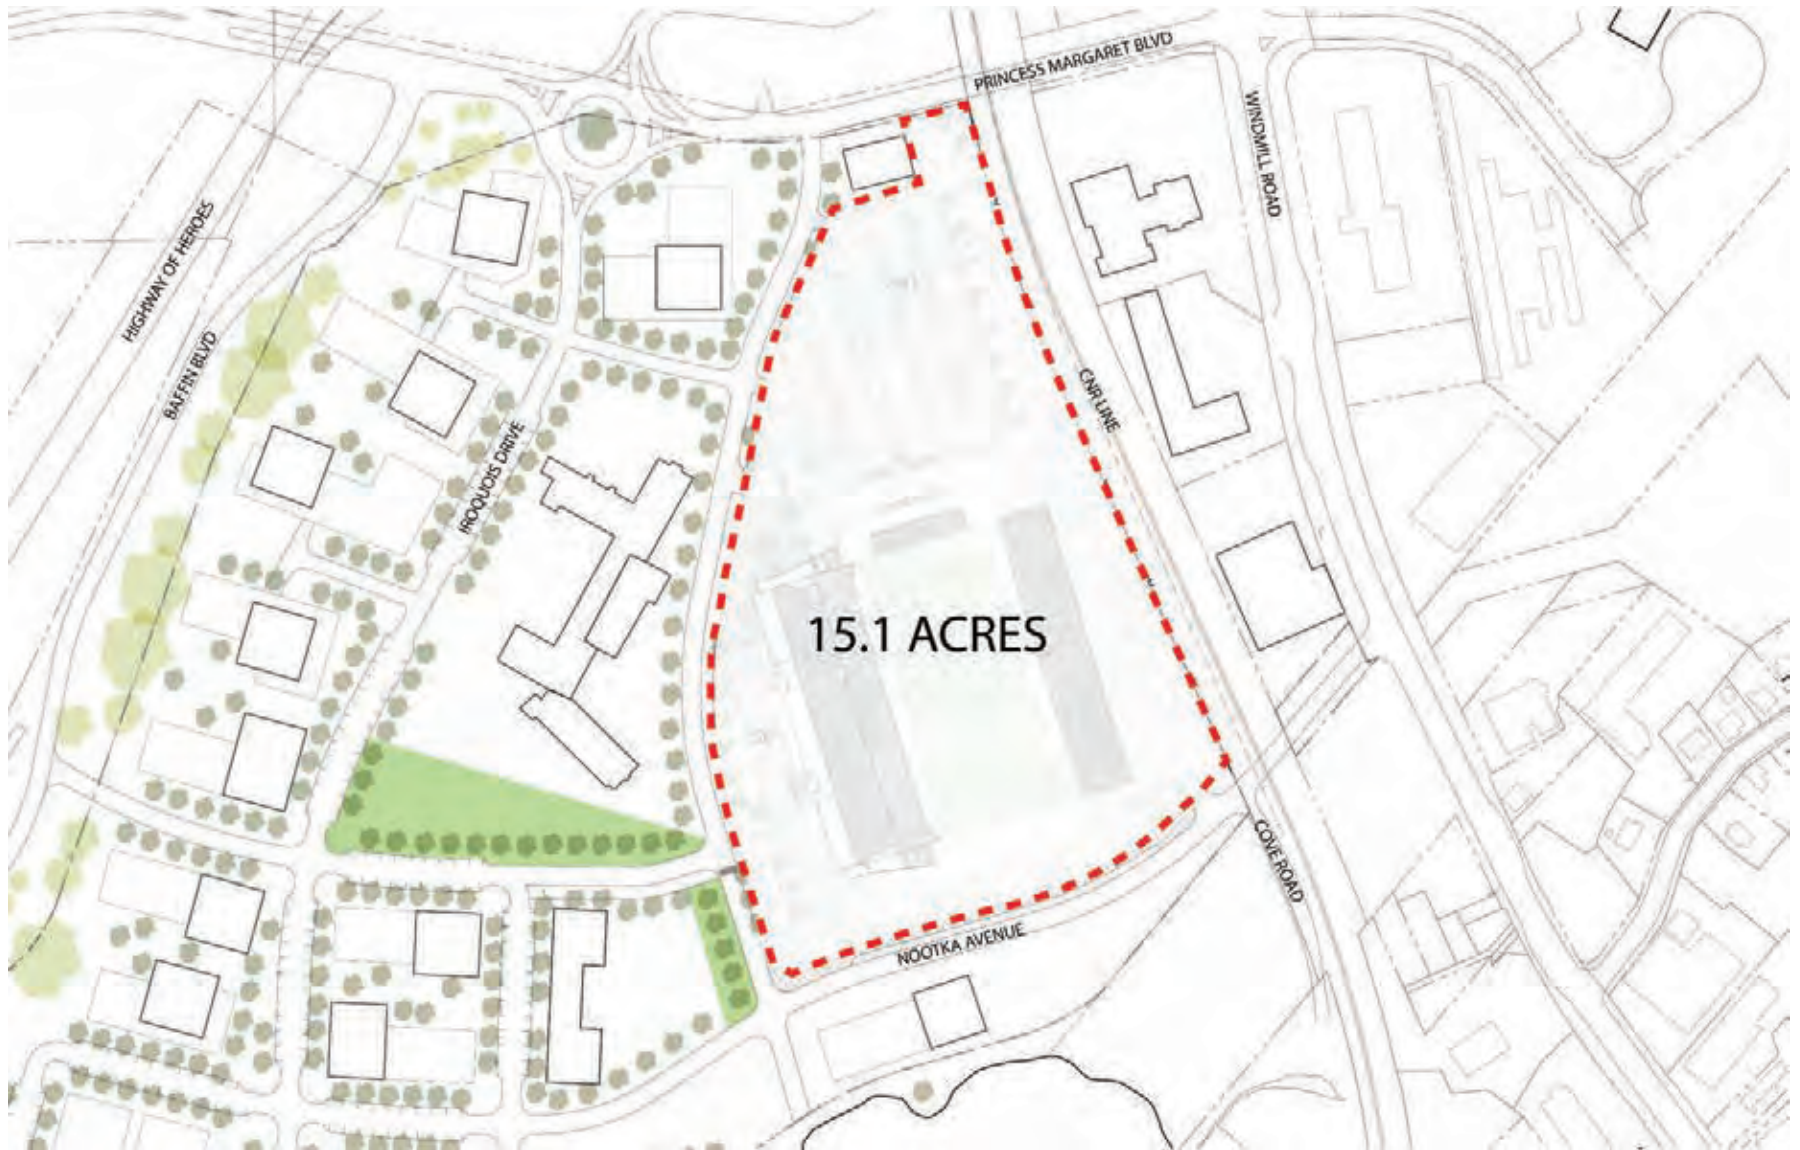 PRINCESS MARGARET BLVD
WINDMILL ROAD
HIGHWAY OF HEROES
BAFFIN BLVD
CNR LINE
IROQUOIS DRIVE
15.1 ACRES
COVE ROAD
NOOTKA AVENUE